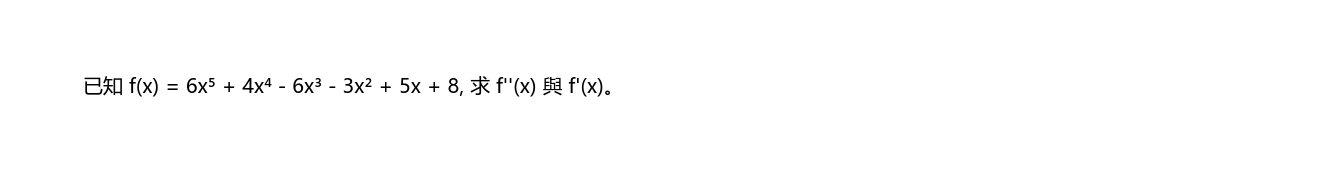 已知 f(x) = 6x⁵ + 4x⁴ - 6x³ - 3x² + 5x + 8, 求 f''(x) 與 f'(x)。